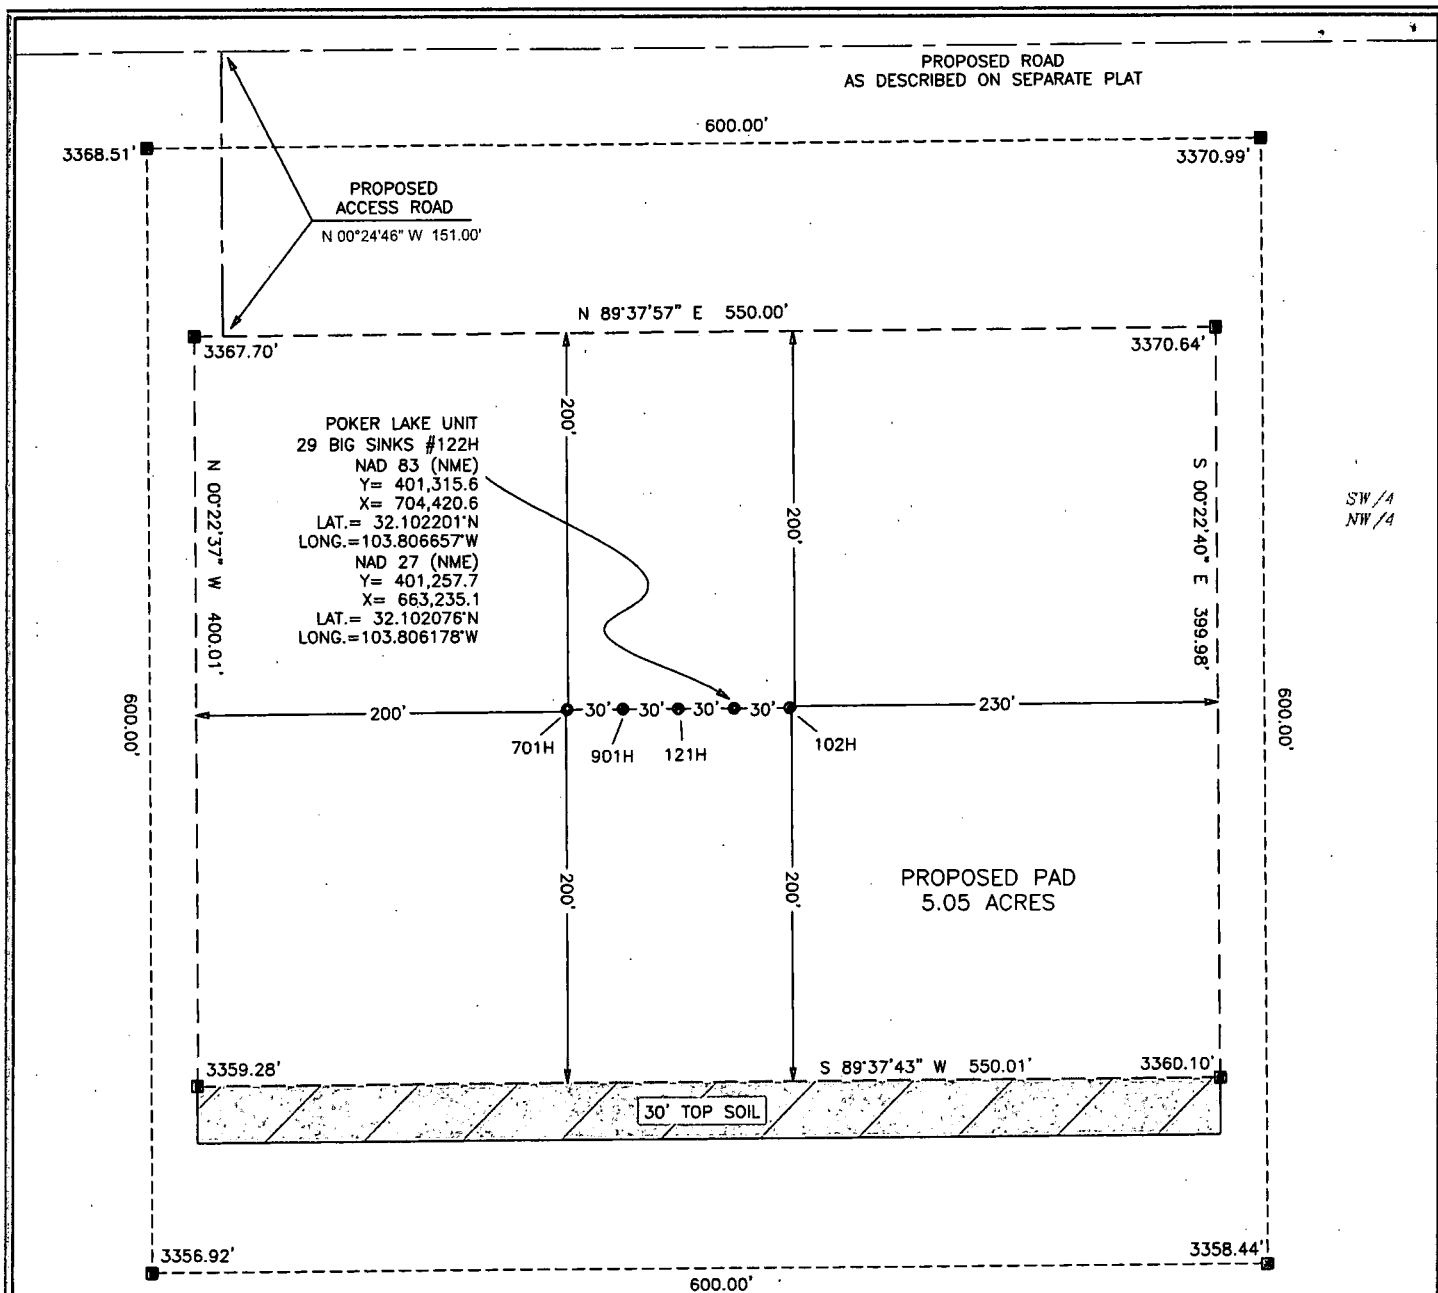 PROPOSED ROAD
AS DESCRIBED ON SEPARATE PLAT
600.00'
3368.51'
3370.99'
PROPOSED
ACCESS ROAD
N 00°24'46" W 151.00'
N 89°37'57" E 550.00'
3367.70'
3370.64'
POKER LAKE UNIT
29 BIG SINKS #122H
NAD 83 (NME)
Y= 401,315.6
X= 704,420.6
LAT.= 32.102201°N
LONG.=103.806657°W
NAD 27 (NME)
Y= 401,257.7
X= 663,235.1
LAT.= 32.102076°N
LONG.=103.806178°W
200'
200'
N 00°22'37" W 400.01'
S 00°22'40" E 399.98'
SW/4
NW/4
600.00'
200'
30'
30'
30'
30'
230'
600.00'
701H
901H
121H
102H
200'
200'
PROPOSED PAD
5.05 ACRES
3359.28'
S 89°37'43" W 550.01'
3360.10'
30' TOP SOIL
3356.92'
3358.44'
600.00'